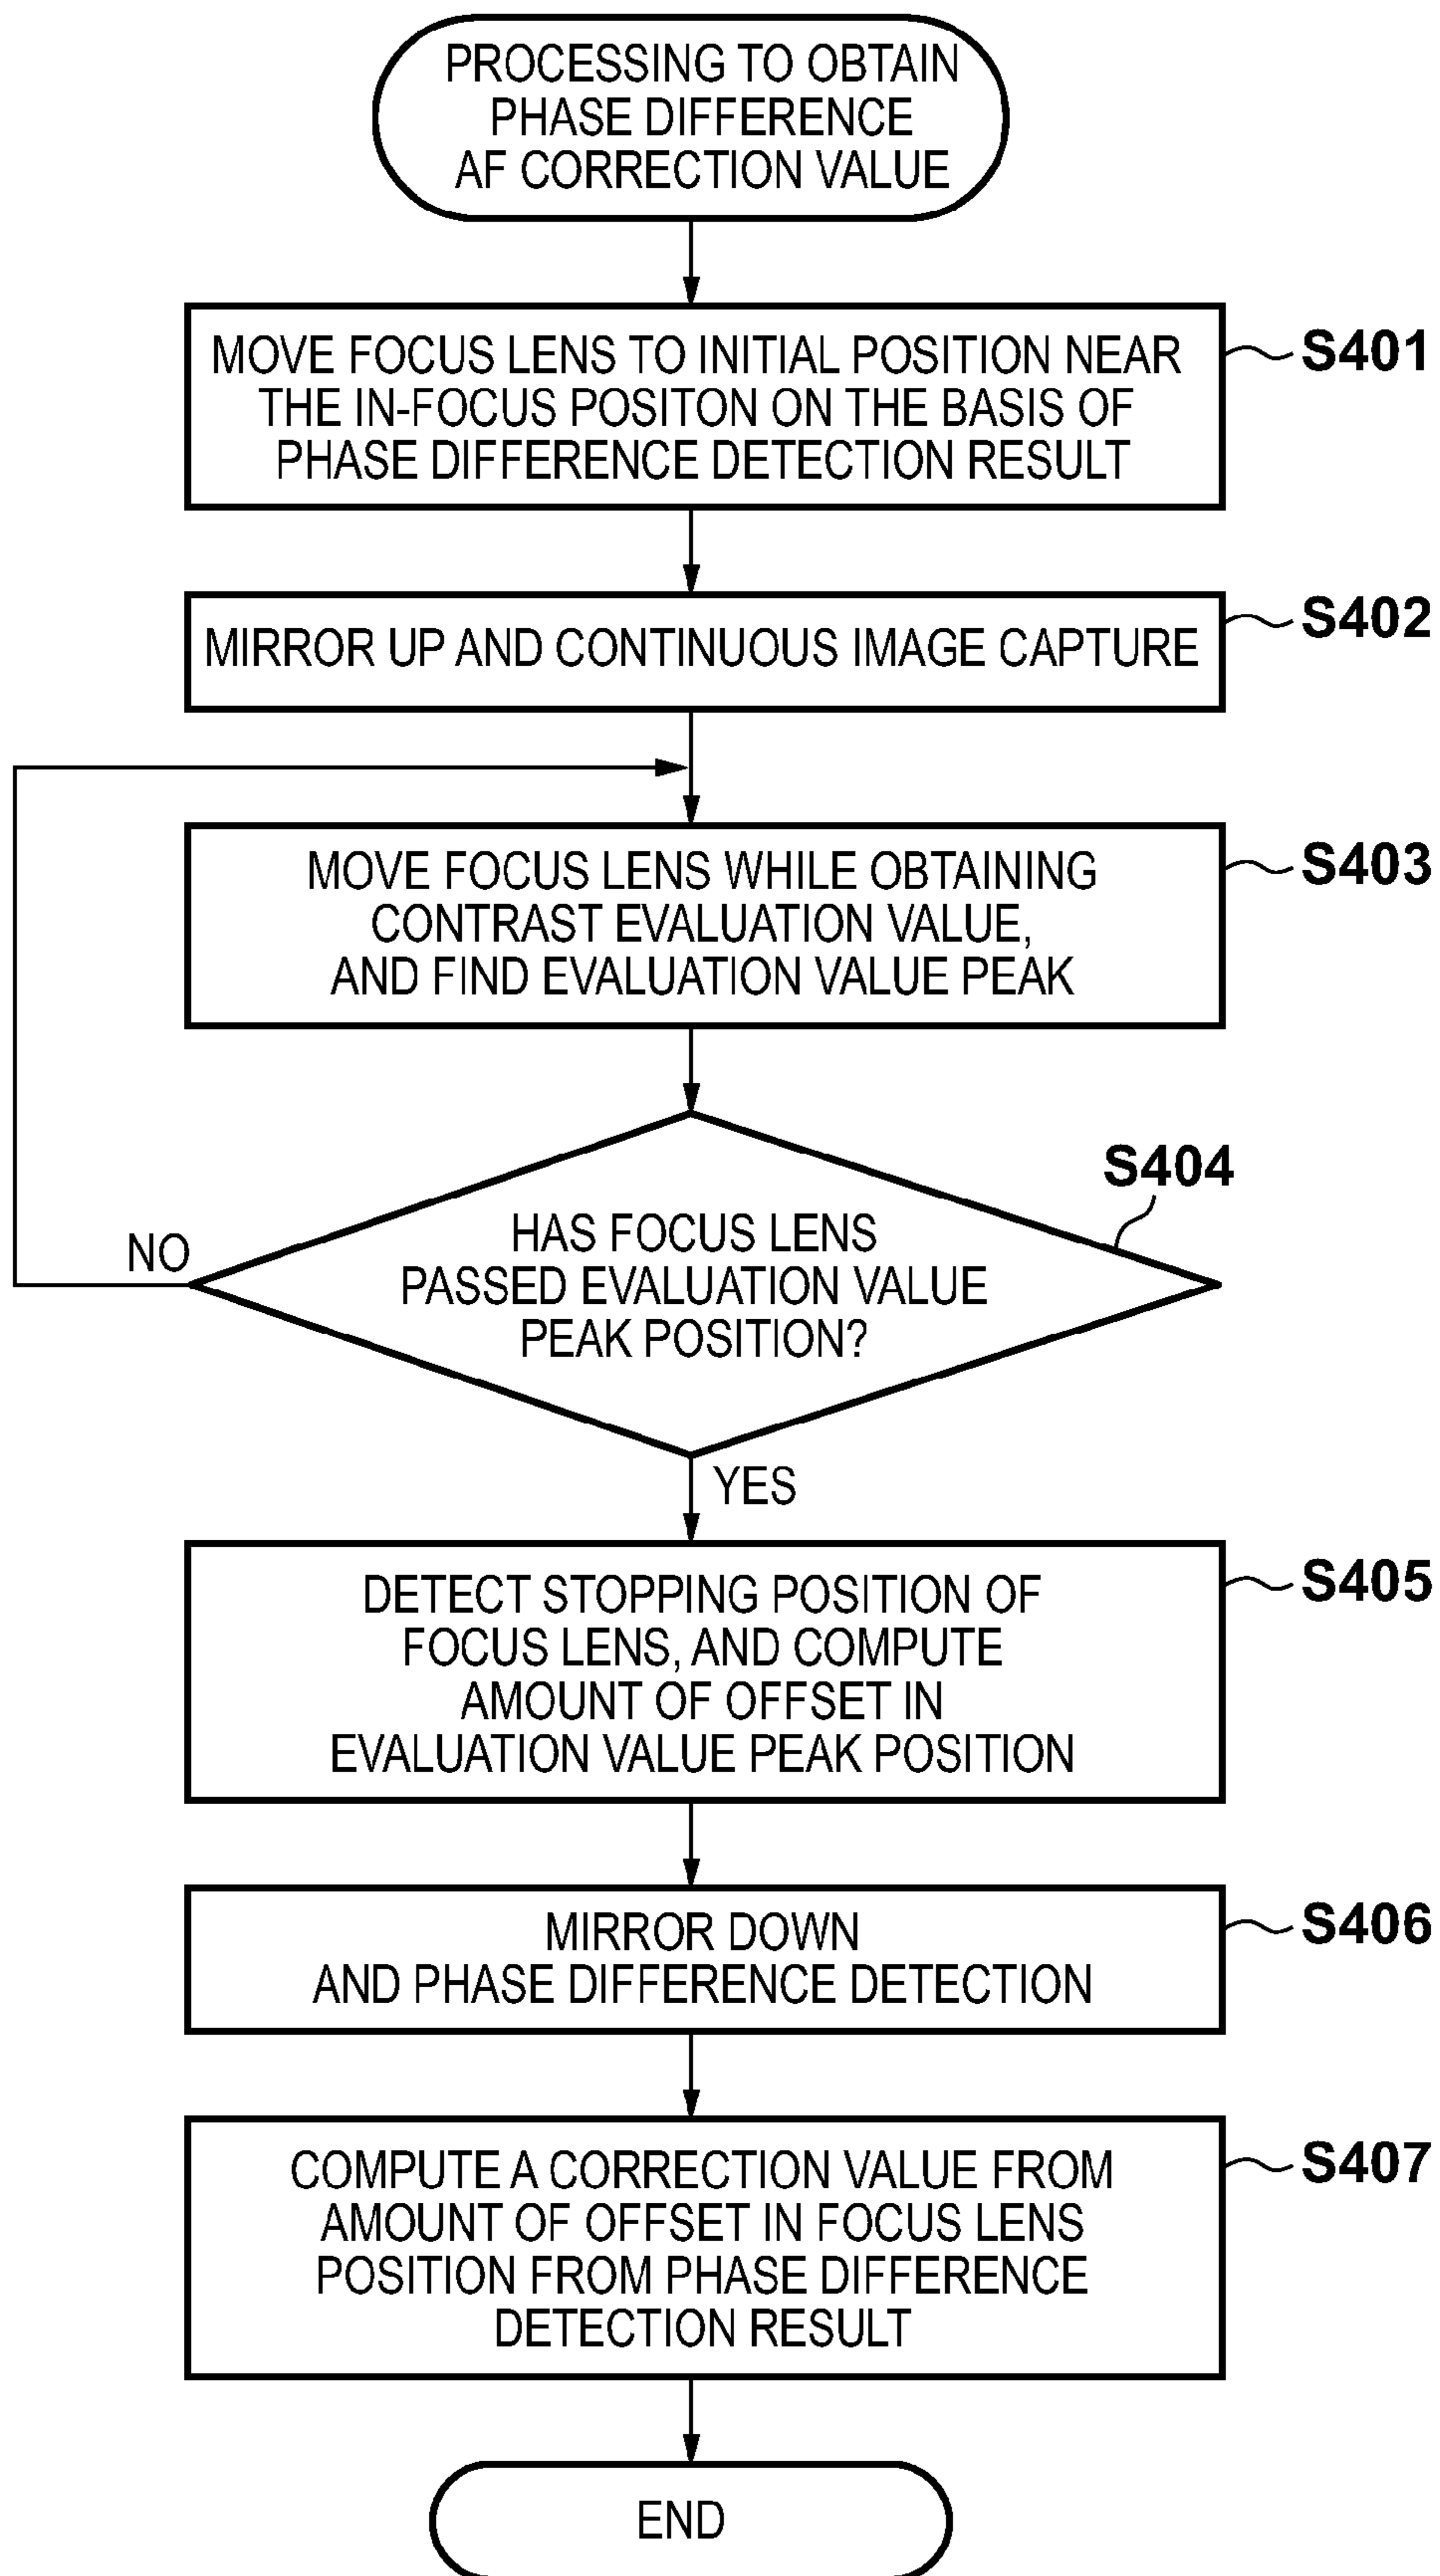 PROCESSING TO OBTAIN
PHASE DIFFERENCE
AF CORRECTION VALUE
MOVE FOCUS LENS TO INITIAL POSITION NEAR
THE IN-FOCUS POSITON ON THE BASIS OF
PHASE DIFFERENCE DETECTION RESULT
S401
MIRROR UP AND CONTINUOUS IMAGE CAPTURE
S402
MOVE FOCUS LENS WHILE OBTAINING
CONTRAST EVALUATION VALUE,
AND FIND EVALUATION VALUE PEAK
S403
HAS FOCUS LENS
PASSED EVALUATION VALUE
PEAK POSITION?
S404
NO
YES
DETECT STOPPING POSITION OF
FOCUS LENS, AND COMPUTE
AMOUNT OF OFFSET IN
EVALUATION VALUE PEAK POSITION
S405
MIRROR DOWN
AND PHASE DIFFERENCE DETECTION
S406
COMPUTE A CORRECTION VALUE FROM
AMOUNT OF OFFSET IN FOCUS LENS
POSITION FROM PHASE DIFFERENCE
DETECTION RESULT
S407
END